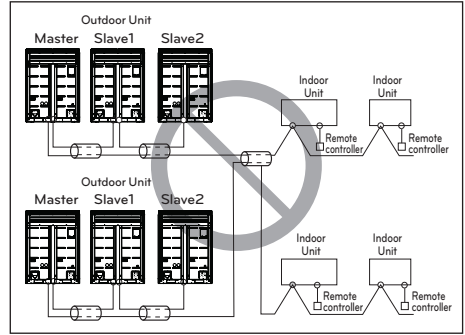 Outdoor Unit
Master Slave1 Slave2
Indoor
Unit
Indoor
Unit
Remote
controller
Remote
controller
Outdoor Unit
Master Slave1 Slave2
Indoor
Unit
Indoor
Unit
Remote
controller
Remote
controller